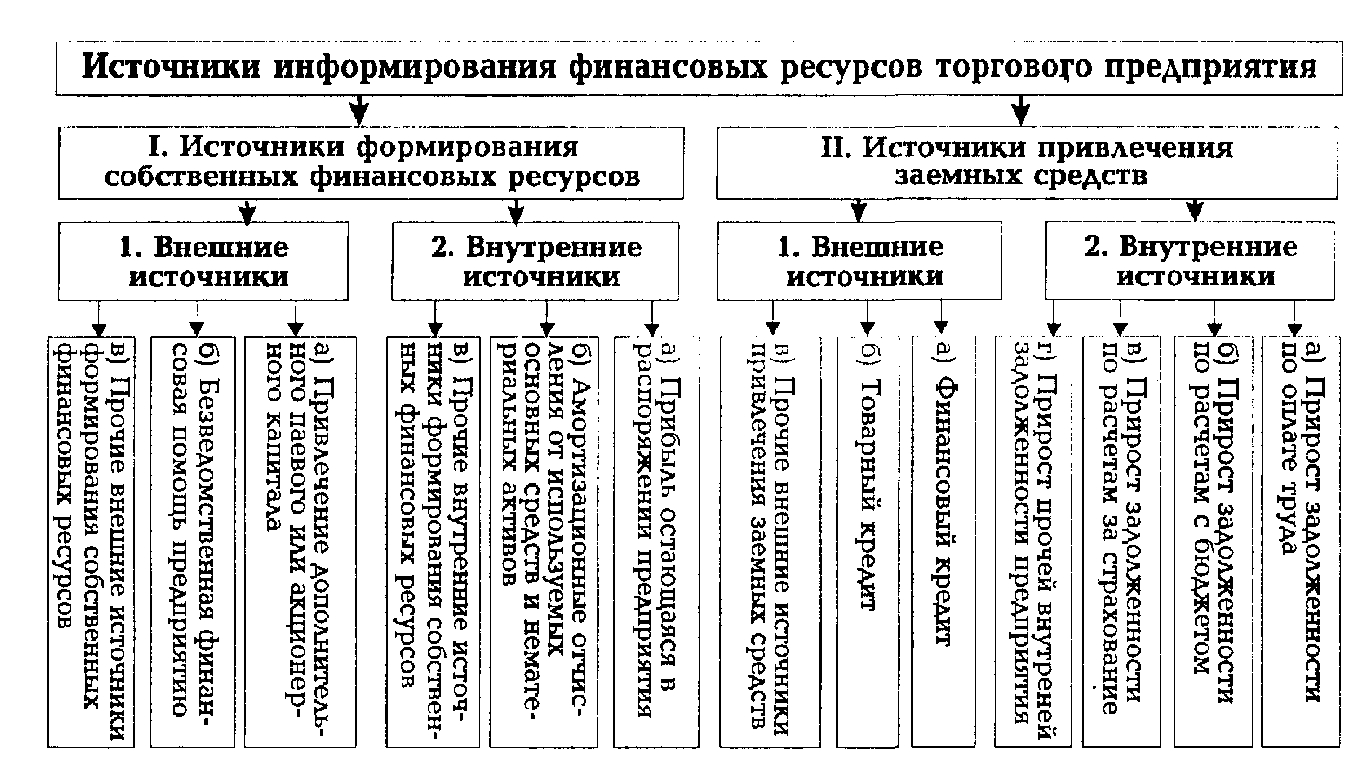 Источники информирования финансовых ресурсов торгового предприятия
I. Источники формирования
собственных финансовых ресурсов
II. Источники привлечения
заемных средств
1. Внешние
источники
2. Внутренние
источники
1. Внешние
источники
2. Внутренние
источники
в) Прочие внешние источники
формирования собственных
финансовых ресурсов
б) Безведомственная финан-
совая помощь предприятию
а) Привлечение дополнитель-
ного паевого или акционер-
ного капитала
в) Прочие внутренние источ-
ники формирования собствен-
ных финансовых ресурсов
б) Амортизационные отчис-
ления от используемых
основных средств и немате-
риальных активов
а) Прибыль остающаяся в
распоряжении предприятия
в) Прочие внешние источники
привлечения заемных средств
б) Товарный кредит
а) Финансовый кредит
г) Прирост прочей внутреней
задолженности предприятия
в) Прирост задолженности
по расчетам за страхование
б) Прирост задолженности
по расчетам с бюджетом
а) Прирост задолженности
по оплате труда